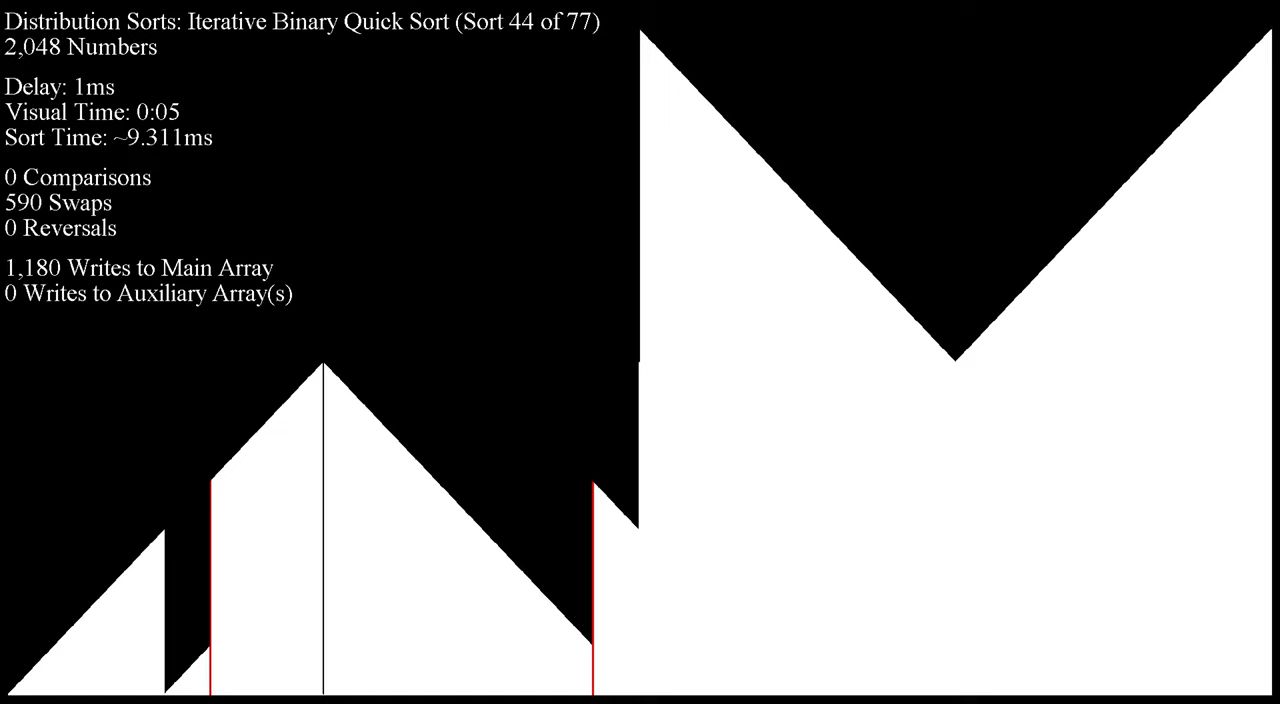 Distribution Sorts: Iterative Binary Quick Sort (Sort 44 of 77)
2,048 Numbers
Delay: 1ms
Visual Time: 0:05
Sort Time: ~9.311ms
0 Comparisons
590 Swaps
0 Reversals
1,180 Writes to Main Array
0 Writes to Auxiliary Array(s)